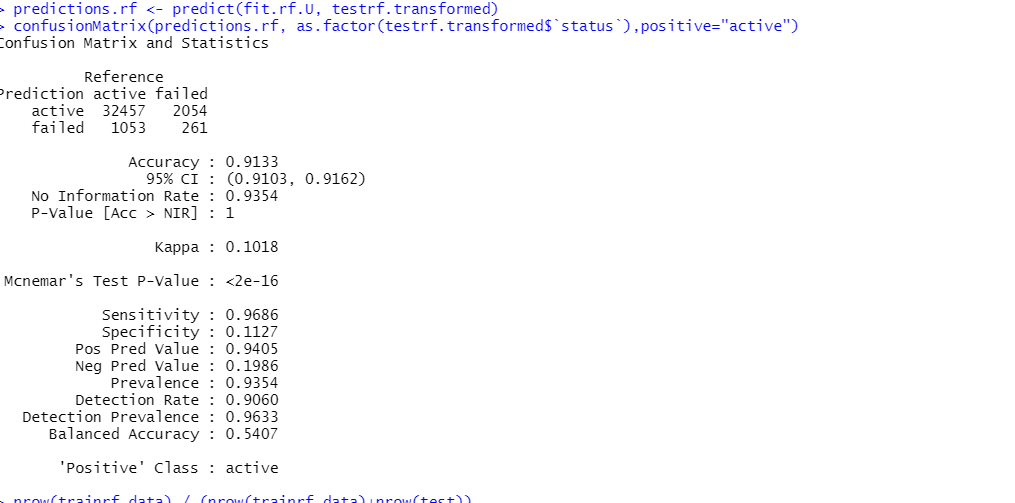 > predictions.rf <- predict(fit.rf.U, testrf.transformed)
> confusionMatrix(predictions.rf, as.factor(testrf.transformed$`status`),positive="active")
Confusion Matrix and Statistics
Reference
Prediction active failed
active 32457 2054
failed 1053 261
Accuracy : 0.9133
95% CI : (0.9103, 0.9162)
No Information Rate : 0.9354
P-Value [Acc > NIR] : 1
Kappa : 0.1018
Mcnemar's Test P-Value : <2e-16
Sensitivity : 0.9686
Specificity : 0.1127
Pos Pred Value : 0.9405
Neg Pred Value : 0.1986
Prevalence : 0.9354
Detection Rate : 0.9060
Detection Prevalence : 0.9633
Balanced Accuracy : 0.5407
'Positive' Class : active
> nrow(trainrf_data) / (nrow(trainrf_data)+nrow(test))